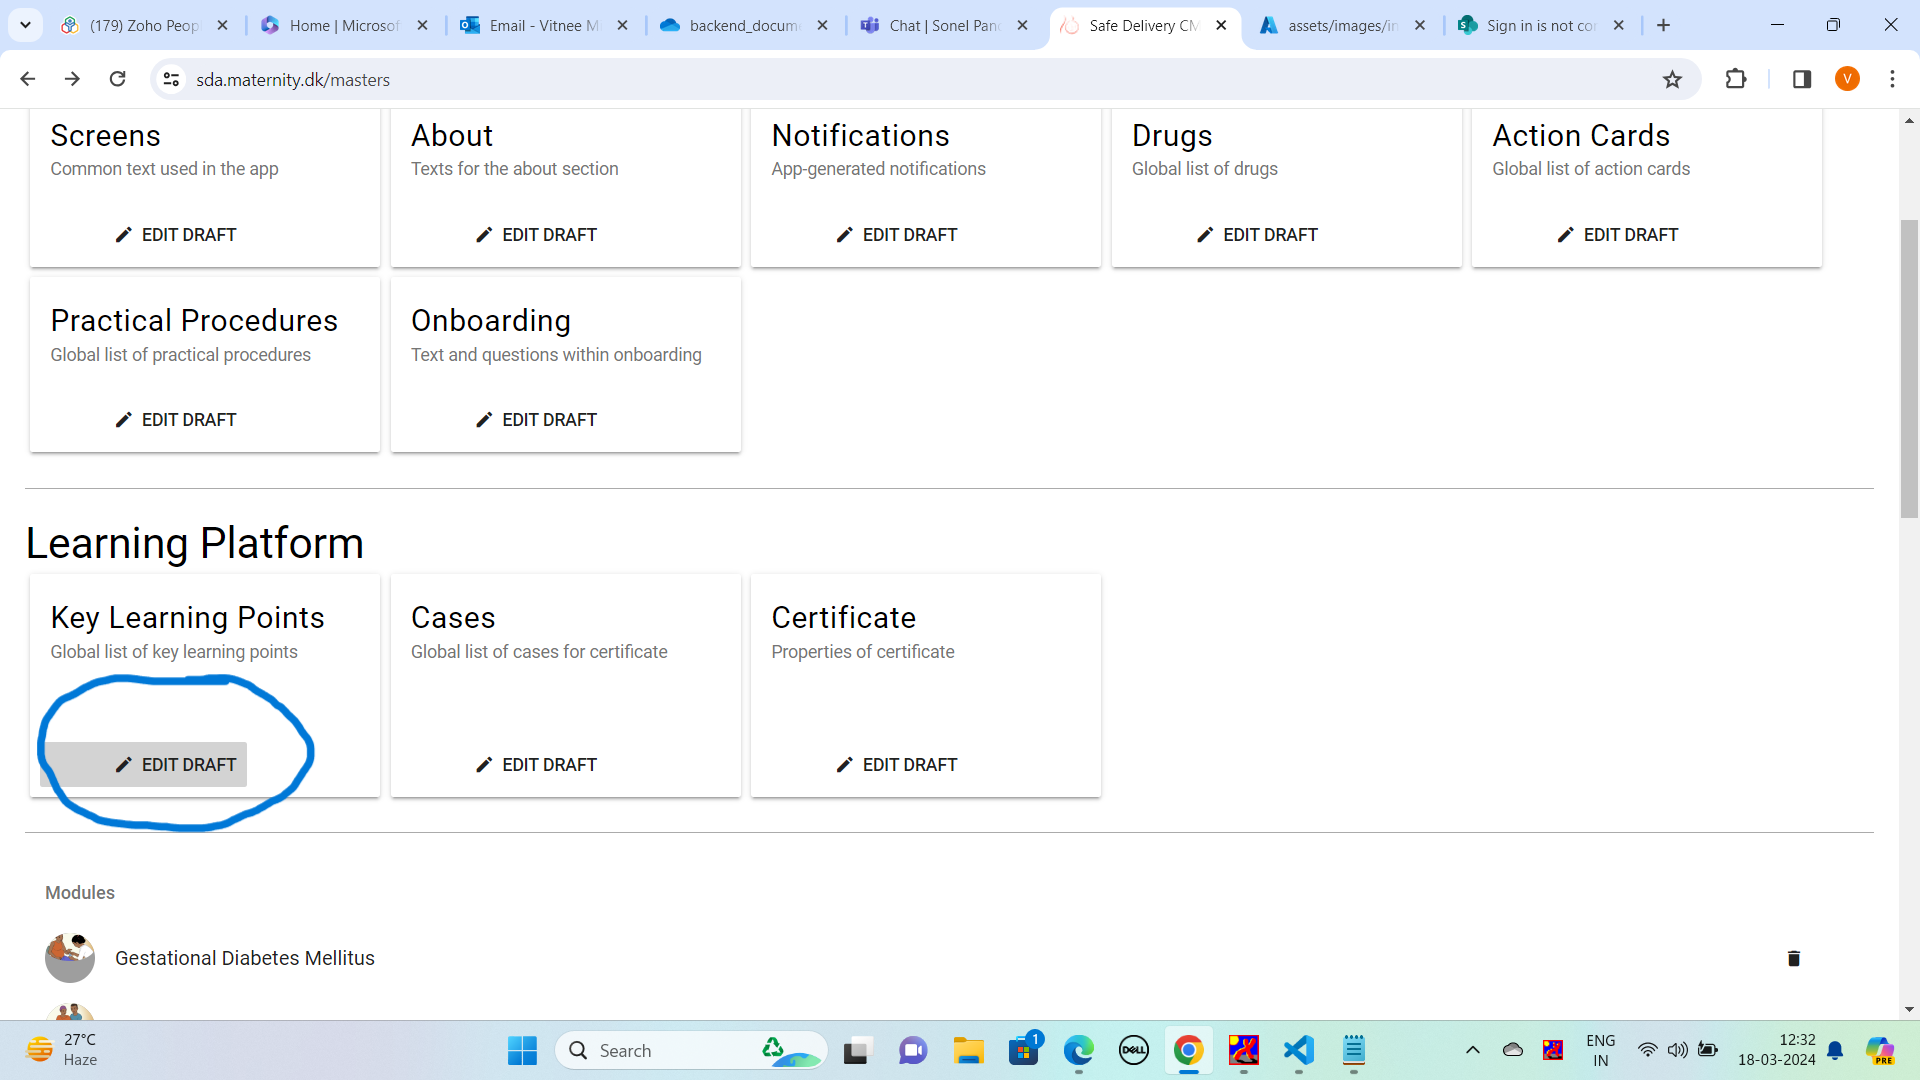 (179) Zoho Peop
Home | Microsof
Email - Vitnee M
backend_docum
Chat | Sonel Pan
Safe Delivery CM
assets/images/in
Sign in is not co
sda.maternity.dk/masters
V
Screens
Common text used in the app
EDIT DRAFT
About
Texts for the about section
EDIT DRAFT
Notifications
App-generated notifications
EDIT DRAFT
Drugs
Global list of drugs
EDIT DRAFT
Action Cards
Global list of action cards
EDIT DRAFT
Practical Procedures
Global list of practical procedures
EDIT DRAFT
Onboarding
Text and questions within onboarding
EDIT DRAFT
Learning Platform
Key Learning Points
Global list of key learning points
EDIT DRAFT
Cases
Global list of cases for certificate
EDIT DRAFT
Certificate
Properties of certificate
EDIT DRAFT
Modules
Gestational Diabetes Mellitus
27°C
Haze
Search
1
DELL
ENG
IN
12:32
18-03-2024
PRE